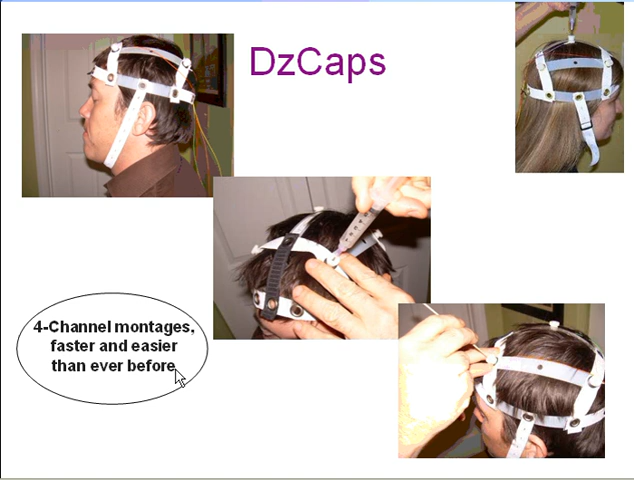 DzCaps
4-Channel montages,
faster and easier
than ever before